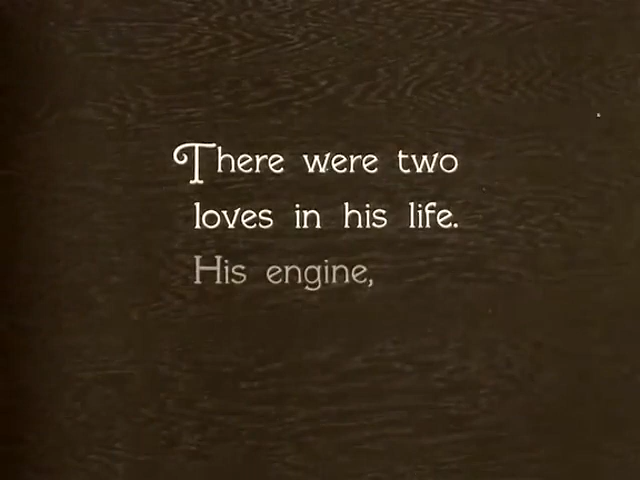 There were two
loves in his life.
His engine,